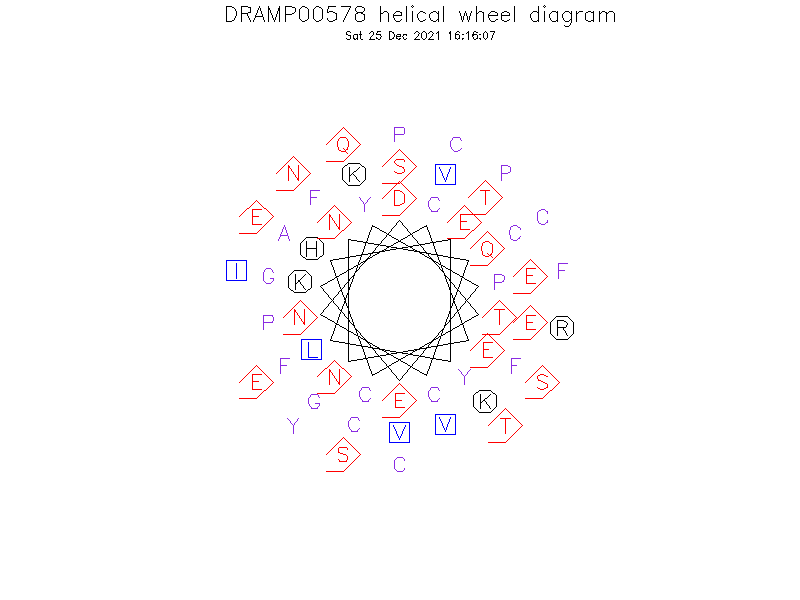 DRAMP00578 helical wheel diagram
Sat 25 Dec 2021 16:16:07
P
Q C
S
N K V P
D T
F Y C
E N E C
A C
H Q
I G K P E F
P N T E R
L E
F F
E N Y S
G C E C K
Y C V V T
S
C